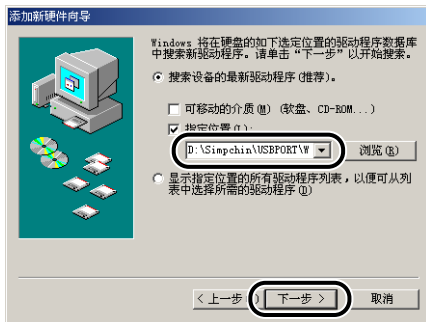 添加新硬件向导
Windows 将在硬盘的如下选定位置的驱动程序数据库
中搜索新驱动程序。请单击“下一步”以开始搜索。
搜索设备的最新驱动程序(推荐)。
可移动的介质(M) (软盘、CD-ROM...)
指定位置(L):
D:\Simpchin\USBPORT\W
浏览(R)
显示指定位置的所有驱动程序列表，以便可从列
表中选择所需的驱动程序(D)
< 上一步
下一步 >
取消